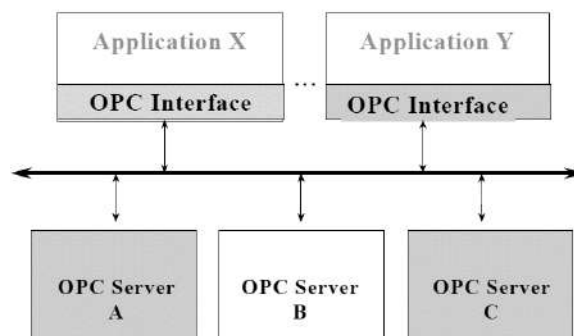 Application X
Application Y
OPC Interface
...
OPC Interface
OPC Server
A
OPC Server
B
OPC Server
C